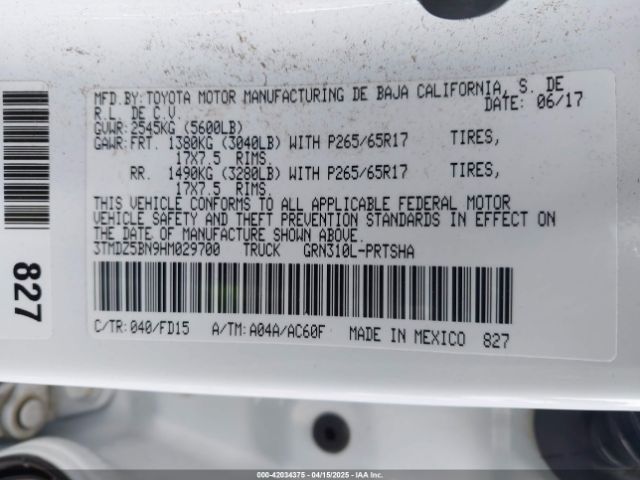 MFD.BY:TOYOTA MOTOR MANUFACTURING DE BAJA CALIFORNIA, S. DE
R.L. DE C.V. DATE: 06/17
GVWR: 2545KG (5600LB)
GAWR:FRT. 1380KG (3040LB) WITH P265/65R17 TIRES,
17X7.5 RIMS.
RR. 1490KG (3280LB) WITH P265/65R17 TIRES,
17X7.5 RIMS.
THIS VEHICLE CONFORMS TO ALL APPLICABLE FEDERAL MOTOR
VEHICLE SAFETY AND THEFT PREVENTION STANDARDS IN EFFECT ON
THE DATE OF MANUFACTURE SHOWN ABOVE.
3TMDZ5BN9HM029700 TRUCK GRN310L-PRTSHA
C/TR:040/FD15 A/TM:A04A/AC60F MADE IN MEXICO 827
827
000-42034375 - 04/15/2025 - IAAI.COM